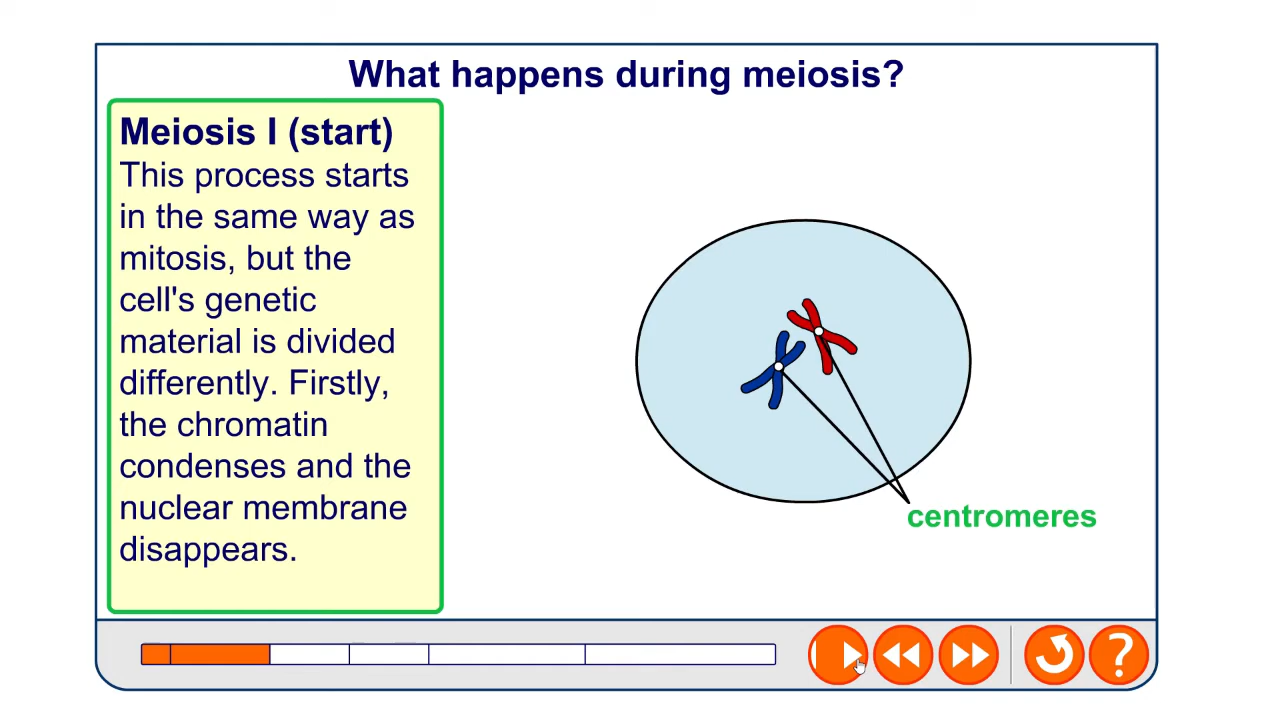 What happens during meiosis?
Meiosis I (start)
This process starts
in the same way as
mitosis, but the
cell's genetic
material is divided
differently. Firstly,
the chromatin
condenses and the
nuclear membrane
disappears.
centromeres
?